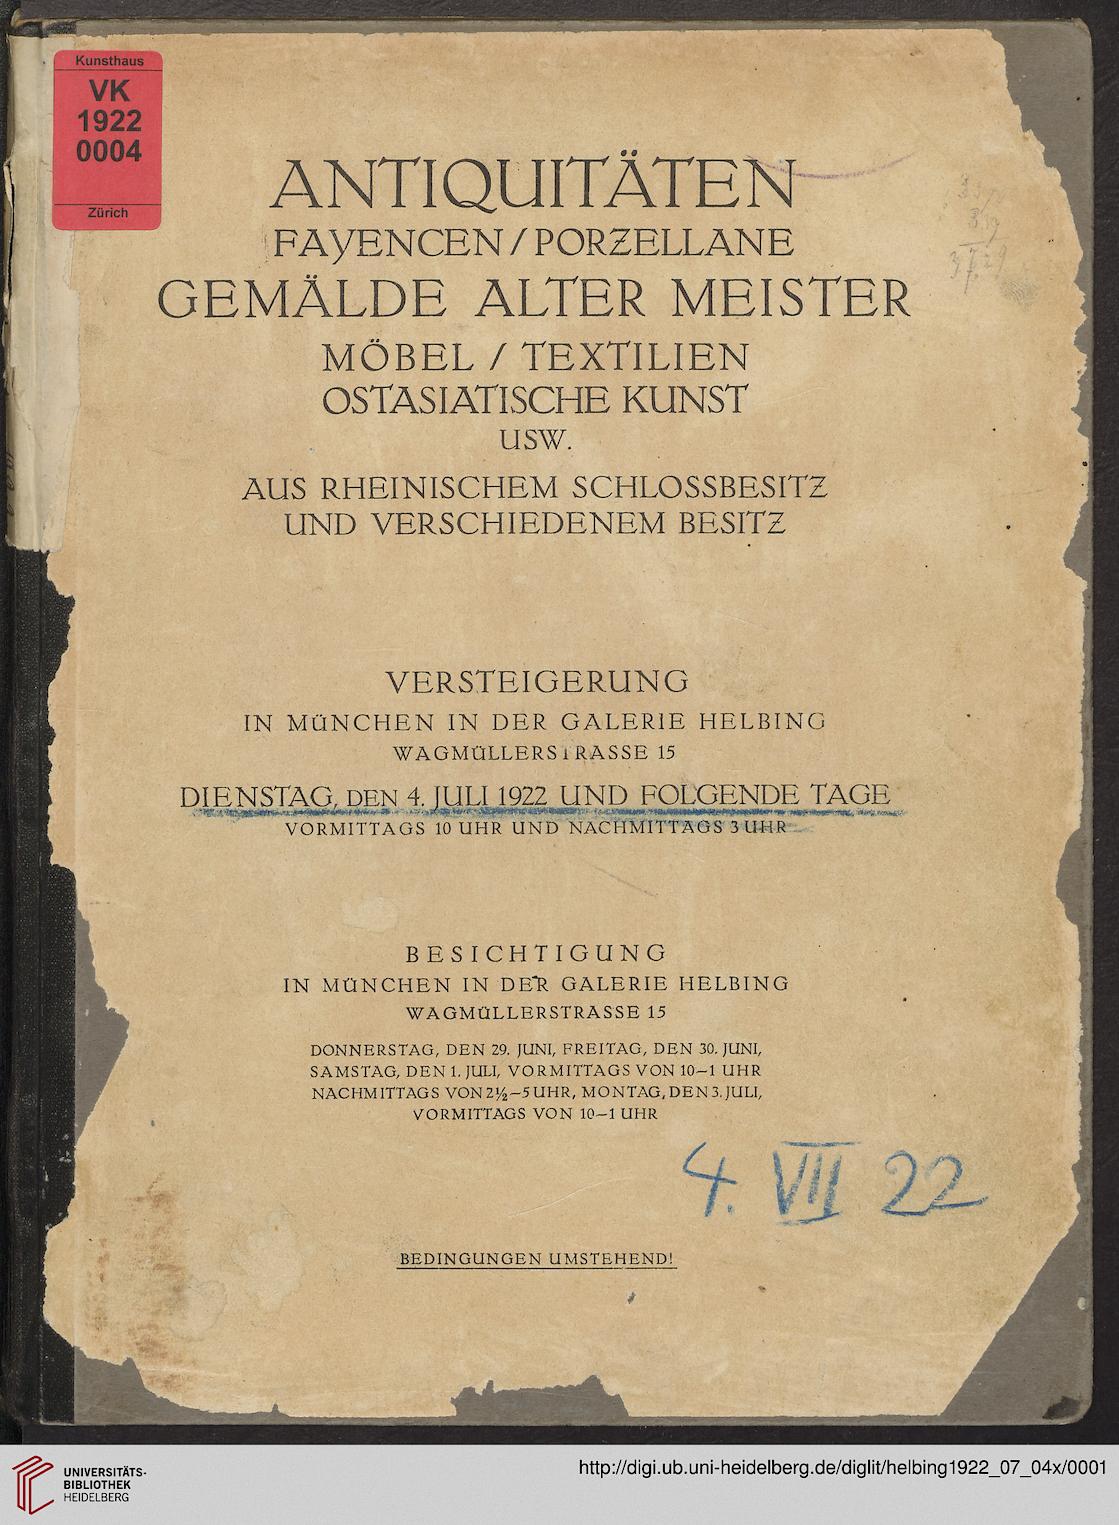 Kunsthaus
VK
1922
0004
Zürich
ANTIQUITÄTEN
FAYENCEN / PORZELLANE
GEMÄLDE ALTER MEISTER
MÖBEL / TEXTILIEN
OSTASIATISCHE KUNST
USW.
AUS RHEINISCHEM SCHLOSSBESITZ
UND VERSCHIEDENEM BESITZ
VERSTEIGERUNG
IN MÜNCHEN IN DER GALERIE HELBING
WAGMÜLLERSTRASSE 15
DIENSTAG, DEN 4. JULI 1922 UND FOLGENDE TAGE
VORMITTAGS 10 UHR UND NACHMITTAGS 3 UHR
BESICHTIGUNG
IN MÜNCHEN IN DER GALERIE HELBING
WAGMÜLLERSTRASSE 15
DONNERSTAG, DEN 29. JUNI, FREITAG, DEN 30. JUNI,
SAMSTAG, DEN 1. JULI, VORMITTAGS VON 10—1 UHR
NACHMITTAGS VON 2½—5 UHR, MONTAG, DEN 3. JULI,
VORMITTAGS VON 10—1 UHR
4. VII 22
BEDINGUNGEN UMSTEHEND!
UNIVERSITÄTS-
BIBLIOTHEK
HEIDELBERG
http://digi.ub.uni-heidelberg.de/diglit/helbing1922_07_04x/0001